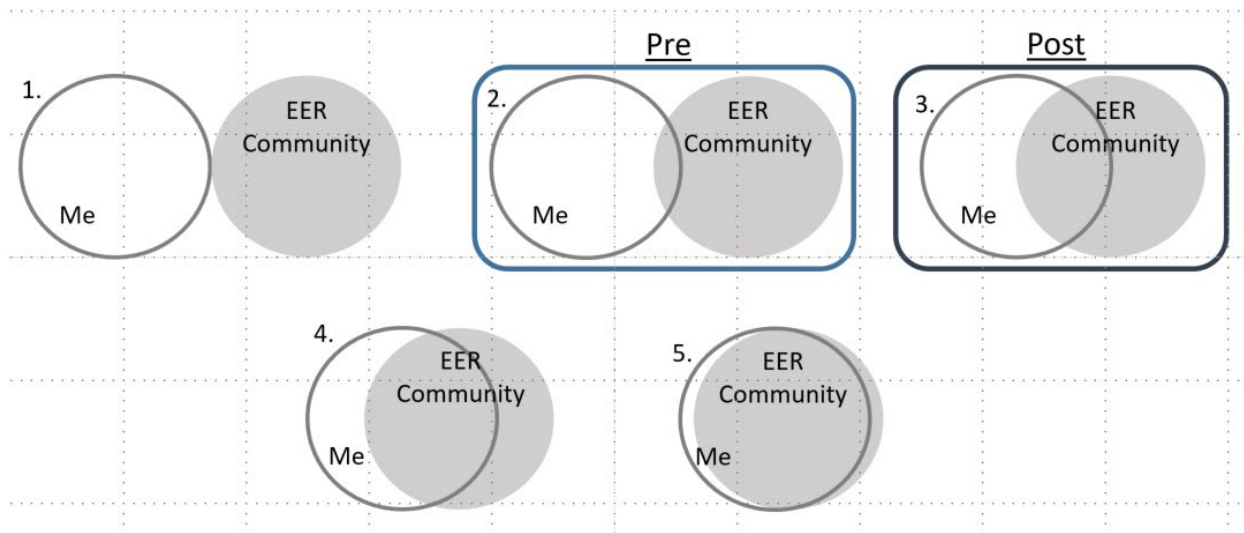 Pre
Post
1.
EER
Community
Me
2.
EER
Community
Me
3.
EER
Community
Me
4.
EER
Community
Me
5.
EER
Community
Me